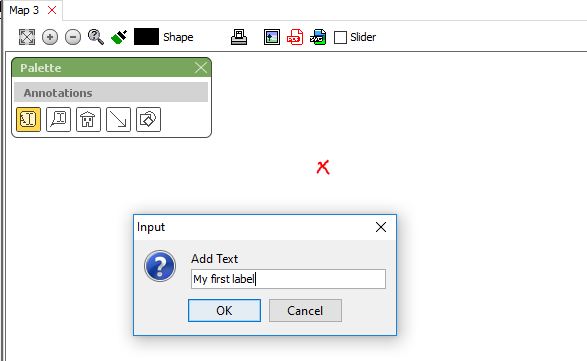 Map 3
Shape
Slider
Palette
Annotations
Input
Add Text
My first label
OK
Cancel